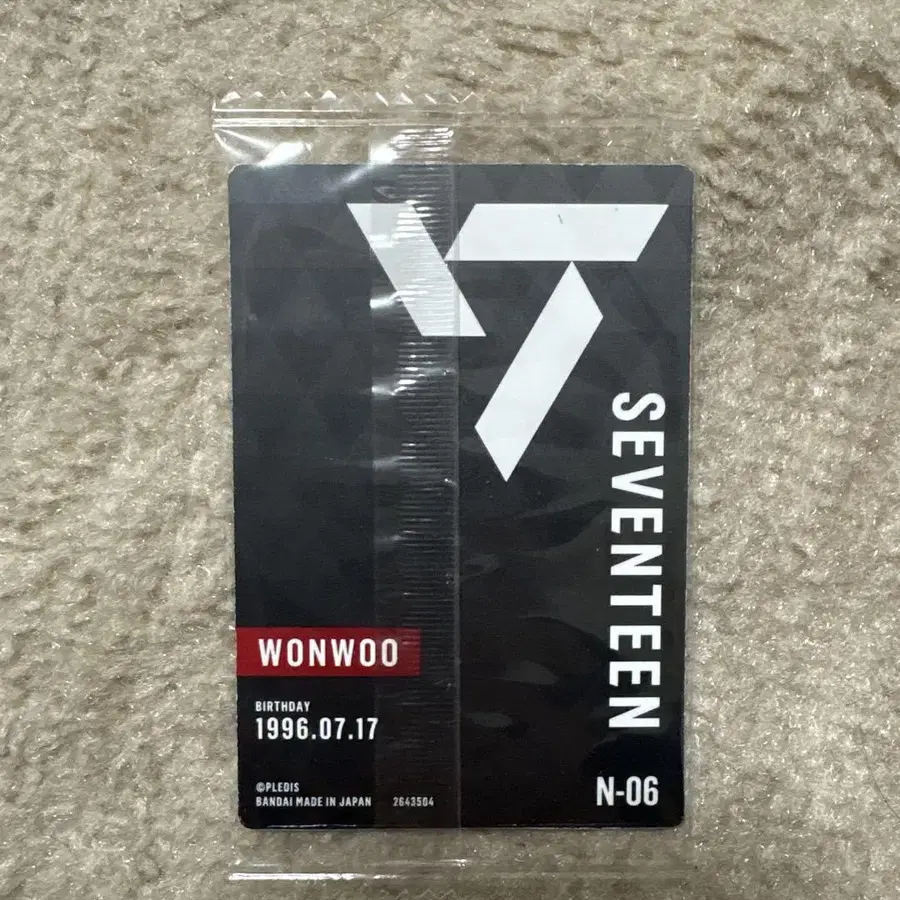 SEVENTEEN
WONWOO
BIRTHDAY
1996.07.17
©PLEDIS
BANDAI MADE IN JAPAN 2643504
N-06